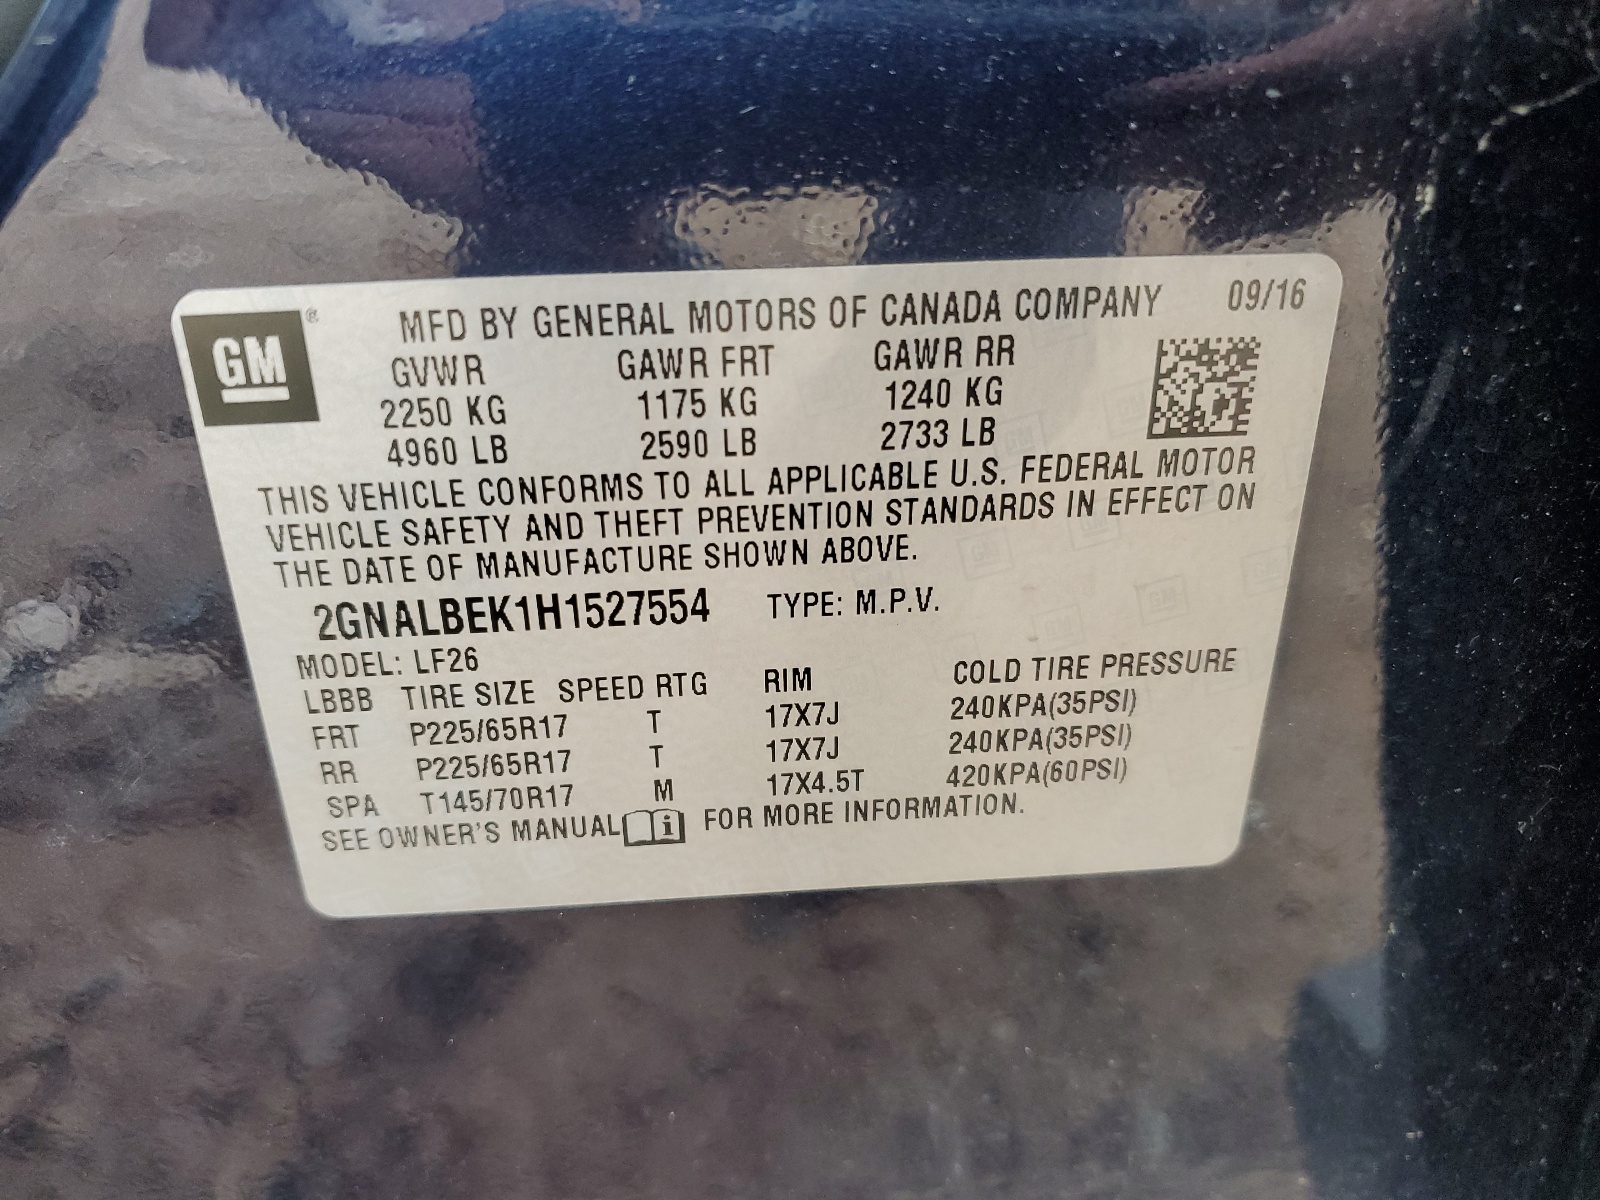 GM ® MFD BY GENERAL MOTORS OF CANADA COMPANY 09/16
GVWR GAWR FRT GAWR RR
2250 KG 1175 KG 1240 KG
4960 LB 2590 LB 2733 LB
THIS VEHICLE CONFORMS TO ALL APPLICABLE U.S. FEDERAL MOTOR
VEHICLE SAFETY AND THEFT PREVENTION STANDARDS IN EFFECT ON
THE DATE OF MANUFACTURE SHOWN ABOVE.
2GNALBEK1H1527554 TYPE: M.P.V.
MODEL: LF26
LBBB TIRE SIZE SPEED RTG RIM COLD TIRE PRESSURE
FRT P225/65R17 T 17X7J 240KPA(35PSI)
RR P225/65R17 T 17X7J 240KPA(35PSI)
SPA T145/70R17 M 17X4.5T 420KPA(60PSI)
SEE OWNER'S MANUAL i FOR MORE INFORMATION.